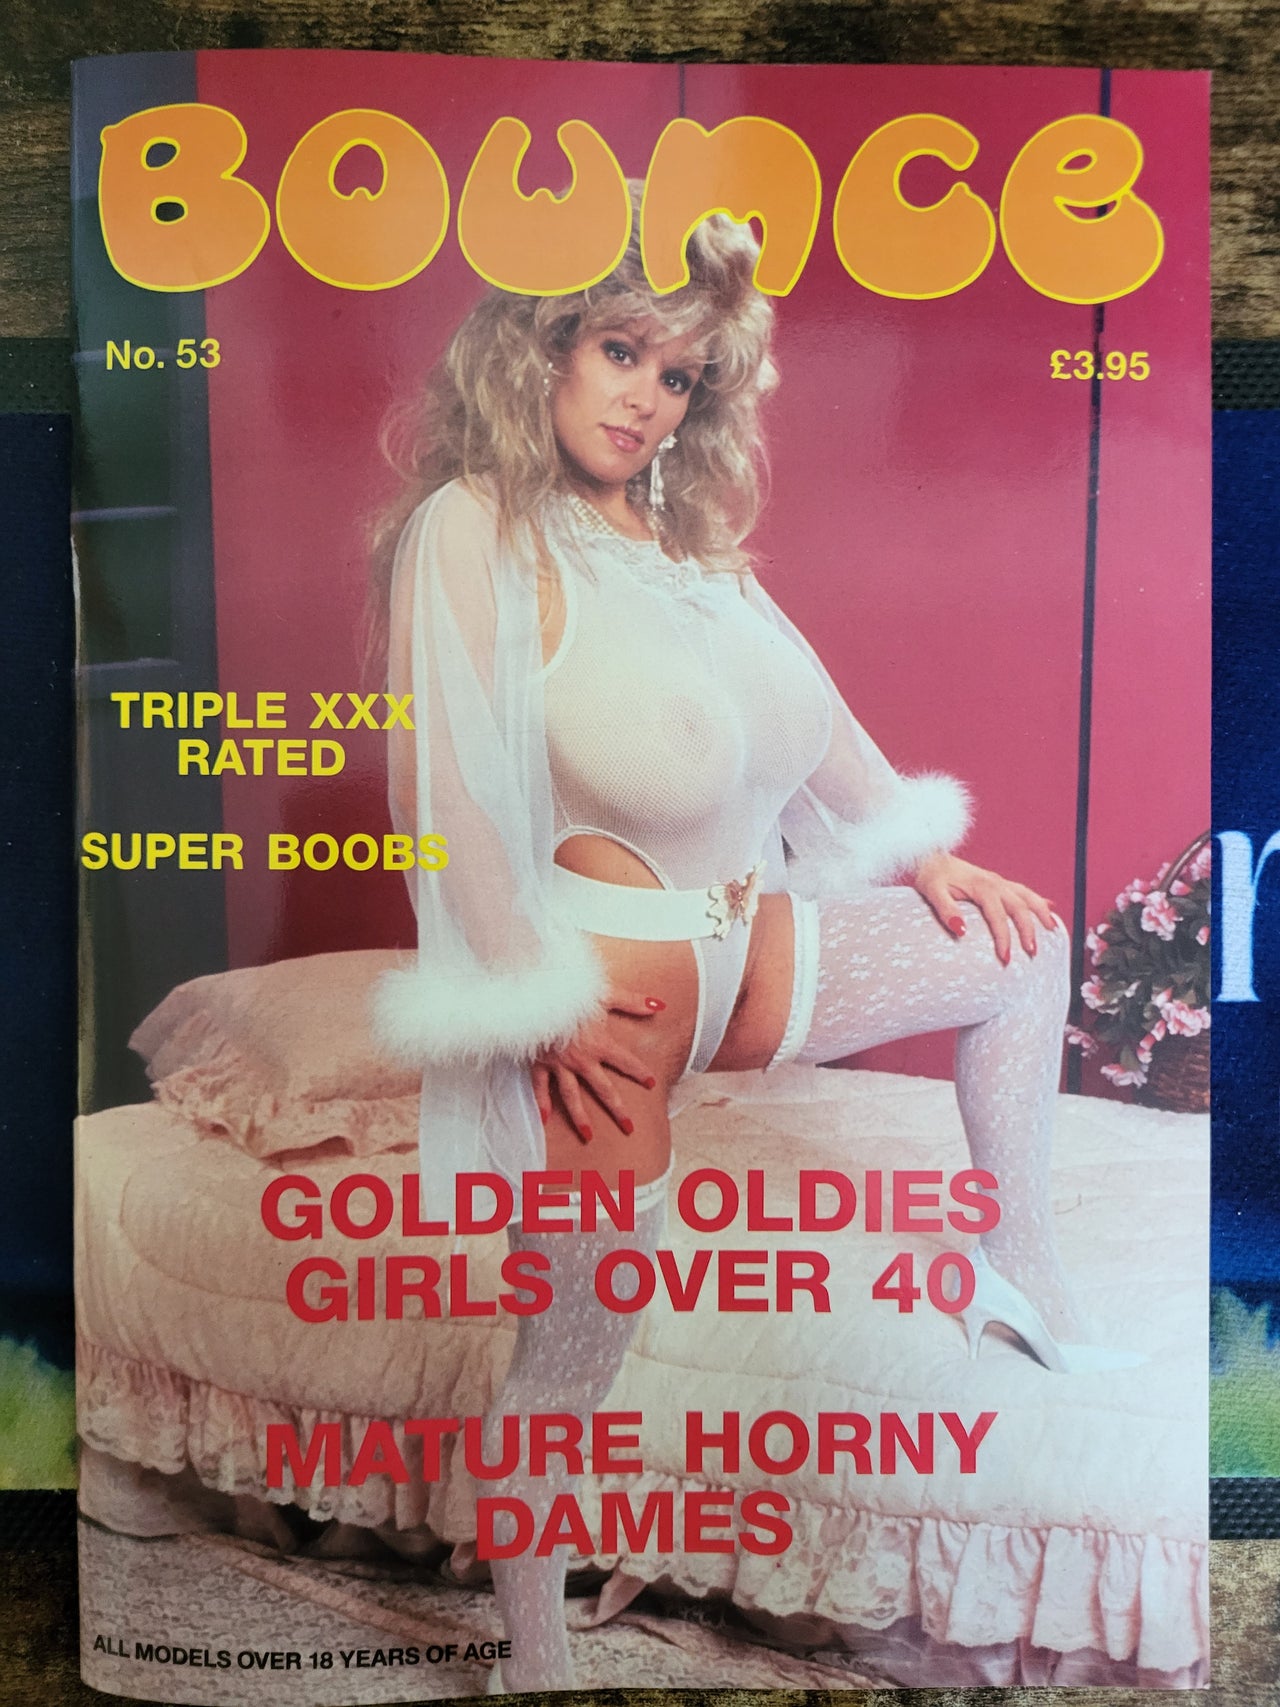 BOUNCE
No. 53
£3.95
TRIPLE XXX
RATED
SUPER BOOBS
GOLDEN OLDIES
GIRLS OVER 40
MATURE HORNY
DAMES
ALL MODELS OVER 18 YEARS OF AGE